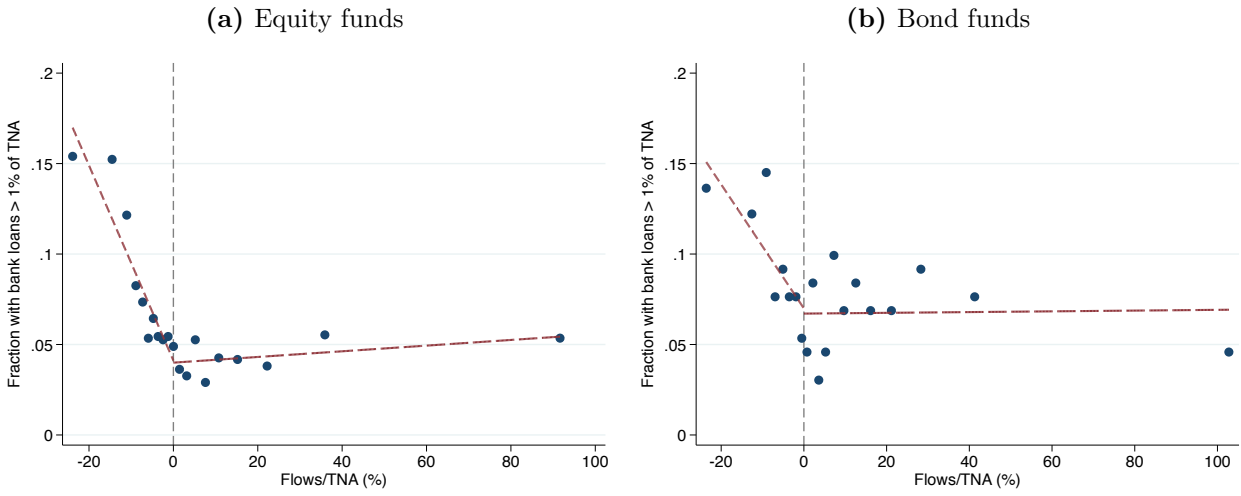 (a) Equity funds
Fraction with bank loans > 1% of TNA
.2
.15
.1
.05
0
-20 0 20 40 60 80 100
Flows/TNA (%)
(b) Bond funds
Fraction with bank loans > 1% of TNA
.2
.15
.1
.05
0
-20 0 20 40 60 80 100
Flows/TNA (%)